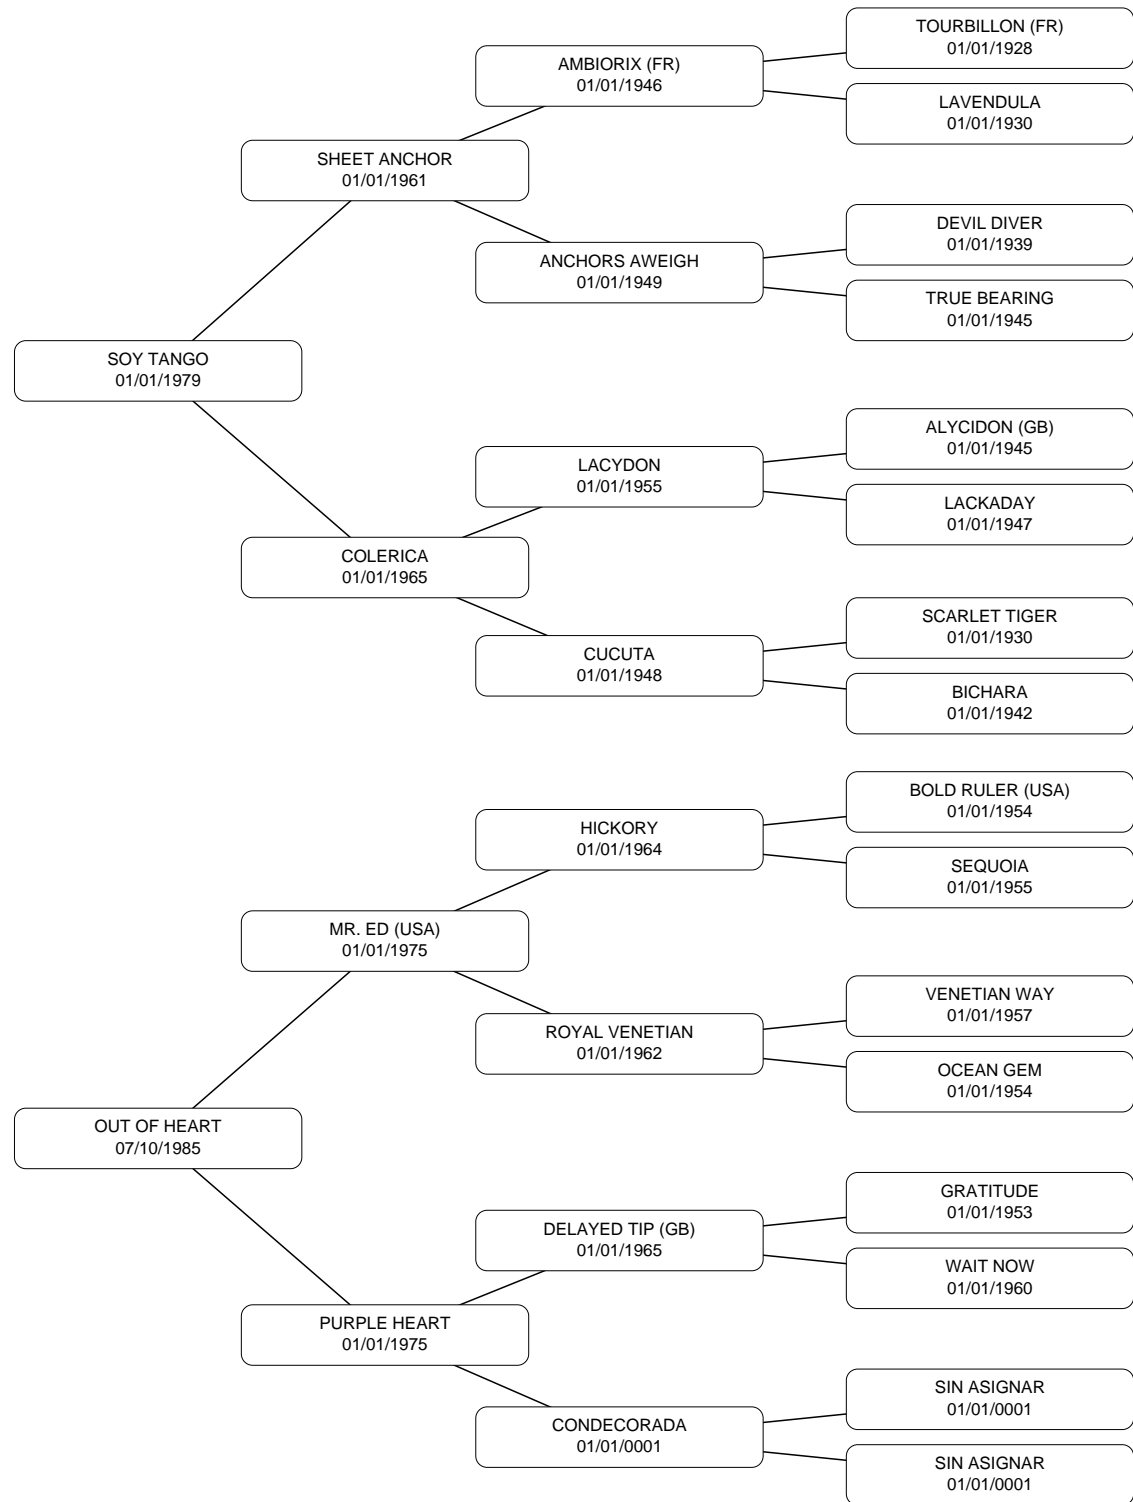 TOURBILLON (FR)
01/01/1928
AMBIORIX (FR)
01/01/1946
LAVENDULA
01/01/1930
SHEET ANCHOR
01/01/1961
DEVIL DIVER
01/01/1939
ANCHORS AWEIGH
01/01/1949
TRUE BEARING
01/01/1945
SOY TANGO
01/01/1979
ALYCIDON (GB)
01/01/1945
LACYDON
01/01/1955
LACKADAY
01/01/1947
COLERICA
01/01/1965
SCARLET TIGER
01/01/1930
CUCUTA
01/01/1948
BICHARA
01/01/1942
BOLD RULER (USA)
01/01/1954
HICKORY
01/01/1964
SEQUOIA
01/01/1955
MR. ED (USA)
01/01/1975
VENETIAN WAY
01/01/1957
ROYAL VENETIAN
01/01/1962
OCEAN GEM
01/01/1954
OUT OF HEART
07/10/1985
GRATITUDE
01/01/1953
DELAYED TIP (GB)
01/01/1965
WAIT NOW
01/01/1960
PURPLE HEART
01/01/1975
SIN ASIGNAR
01/01/0001
CONDECORADA
01/01/0001
SIN ASIGNAR
01/01/0001